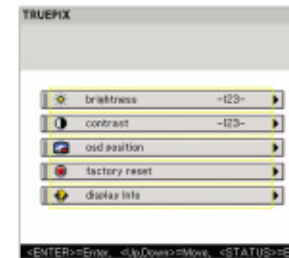 TRUEPIX
brightness -123-
contrast -123-
osd position
factory reset
display info
<ENTER>=Enter, <Up,Down>=Move, <STATUS>=E